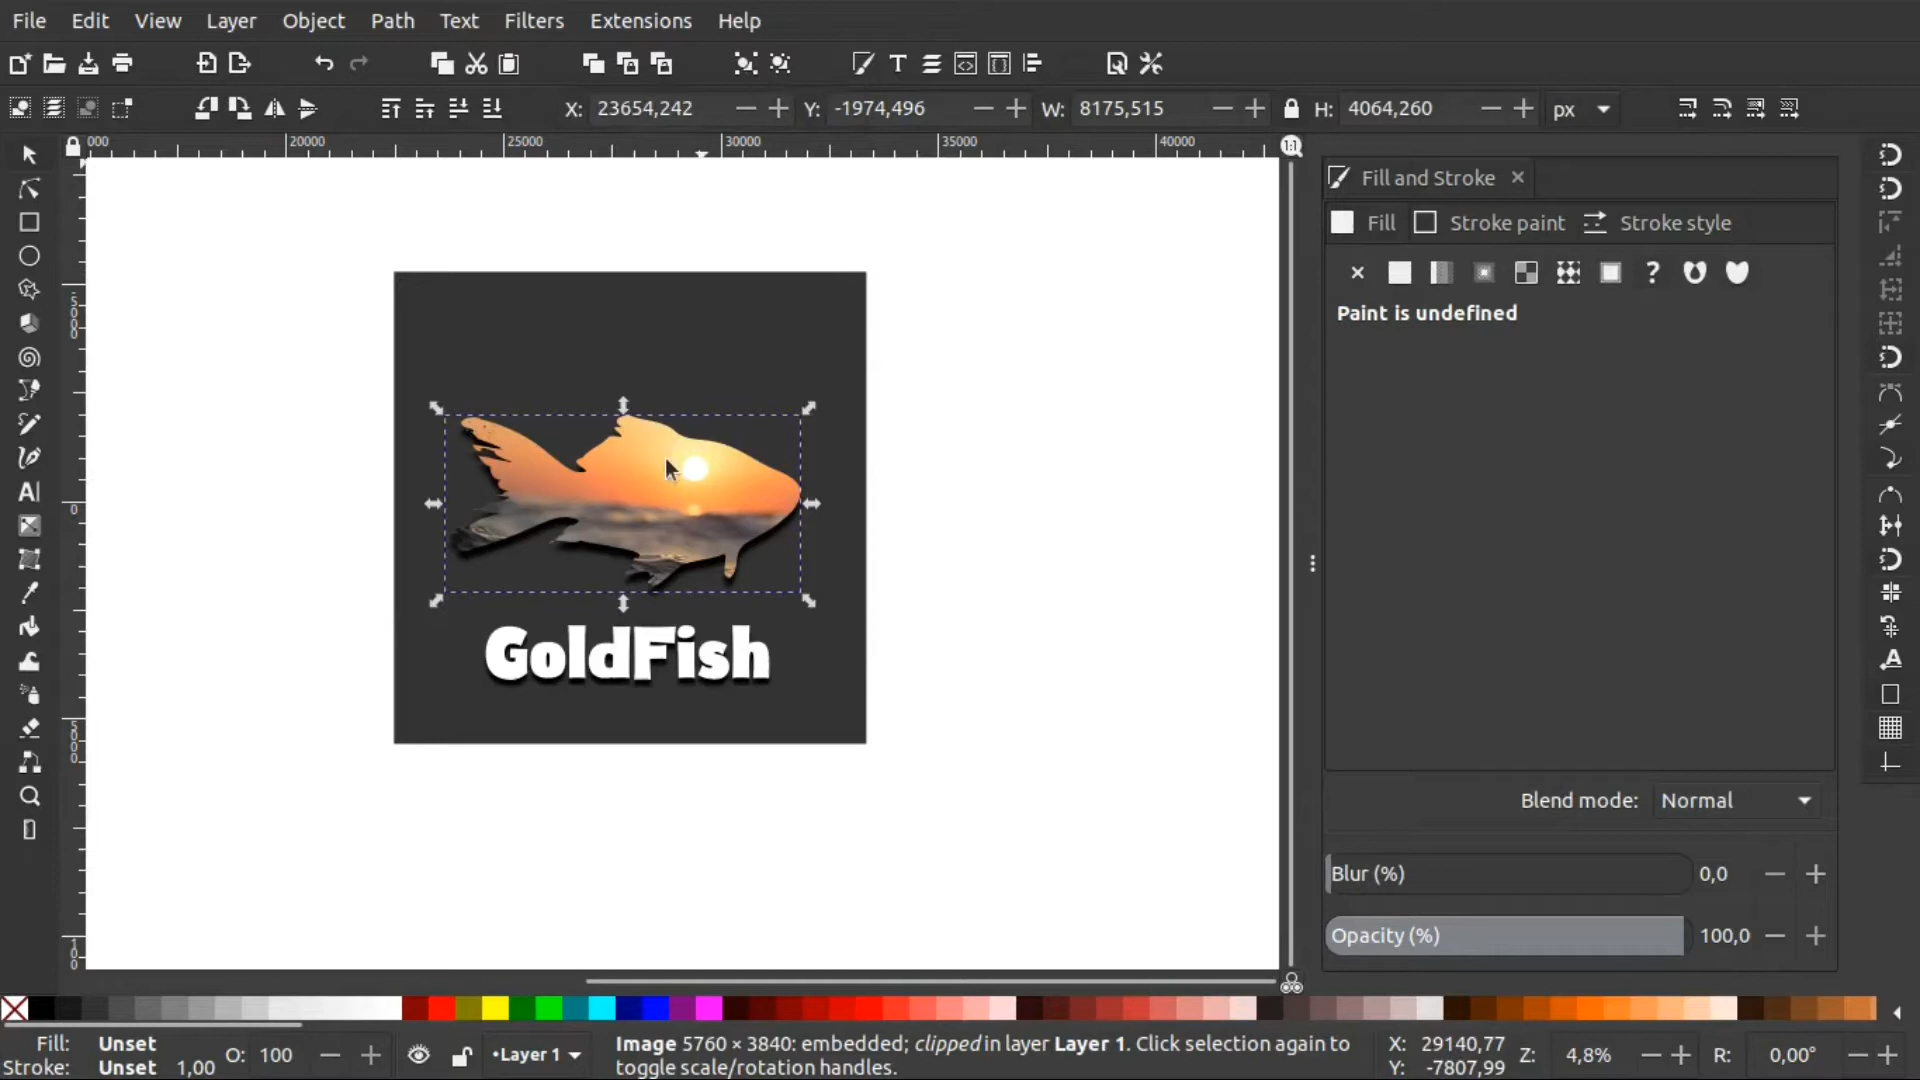 File Edit View Layer Object Path Text Filters Extensions Help
X: 23654,242 Y: -1974,496 W: 8175,515 H: 4064,260 px
000 20000 25000 30000 35000 40000 1:1
Fill and Stroke
Fill Stroke paint Stroke style
?
Paint is undefined
GoldFish
Blend mode: Normal
Blur (%) 0,0
Opacity (%) 100,0
Fill: Unset
Stroke: Unset 1,00
O: 100
•Layer 1
Image 5760 × 3840: embedded; clipped in layer Layer 1. Click selection again to
toggle scale/rotation handles.
X: 29140,77
Y: -7807,99
Z: 4,8%
R: 0,00°